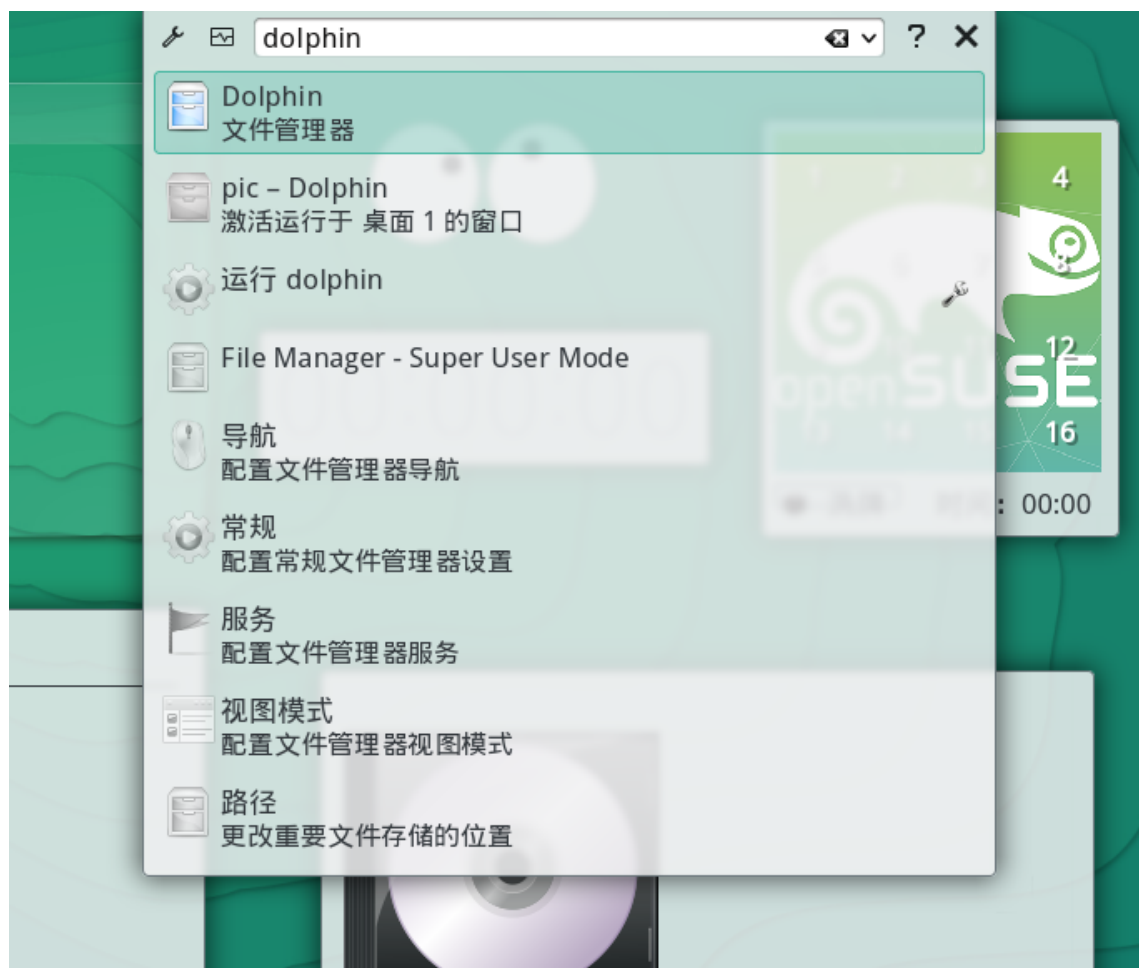 dolphin
?
Dolphin
文件管理器
pic – Dolphin
激活运行于 桌面 1 的窗口
运行 dolphin
File Manager - Super User Mode
导航
配置文件管理器导航
常规
配置常规文件管理器设置
服务
配置文件管理器服务
视图模式
配置文件管理器视图模式
路径
更改重要文件存储的位置
4
8
12
openSUSE
16
: 00:00